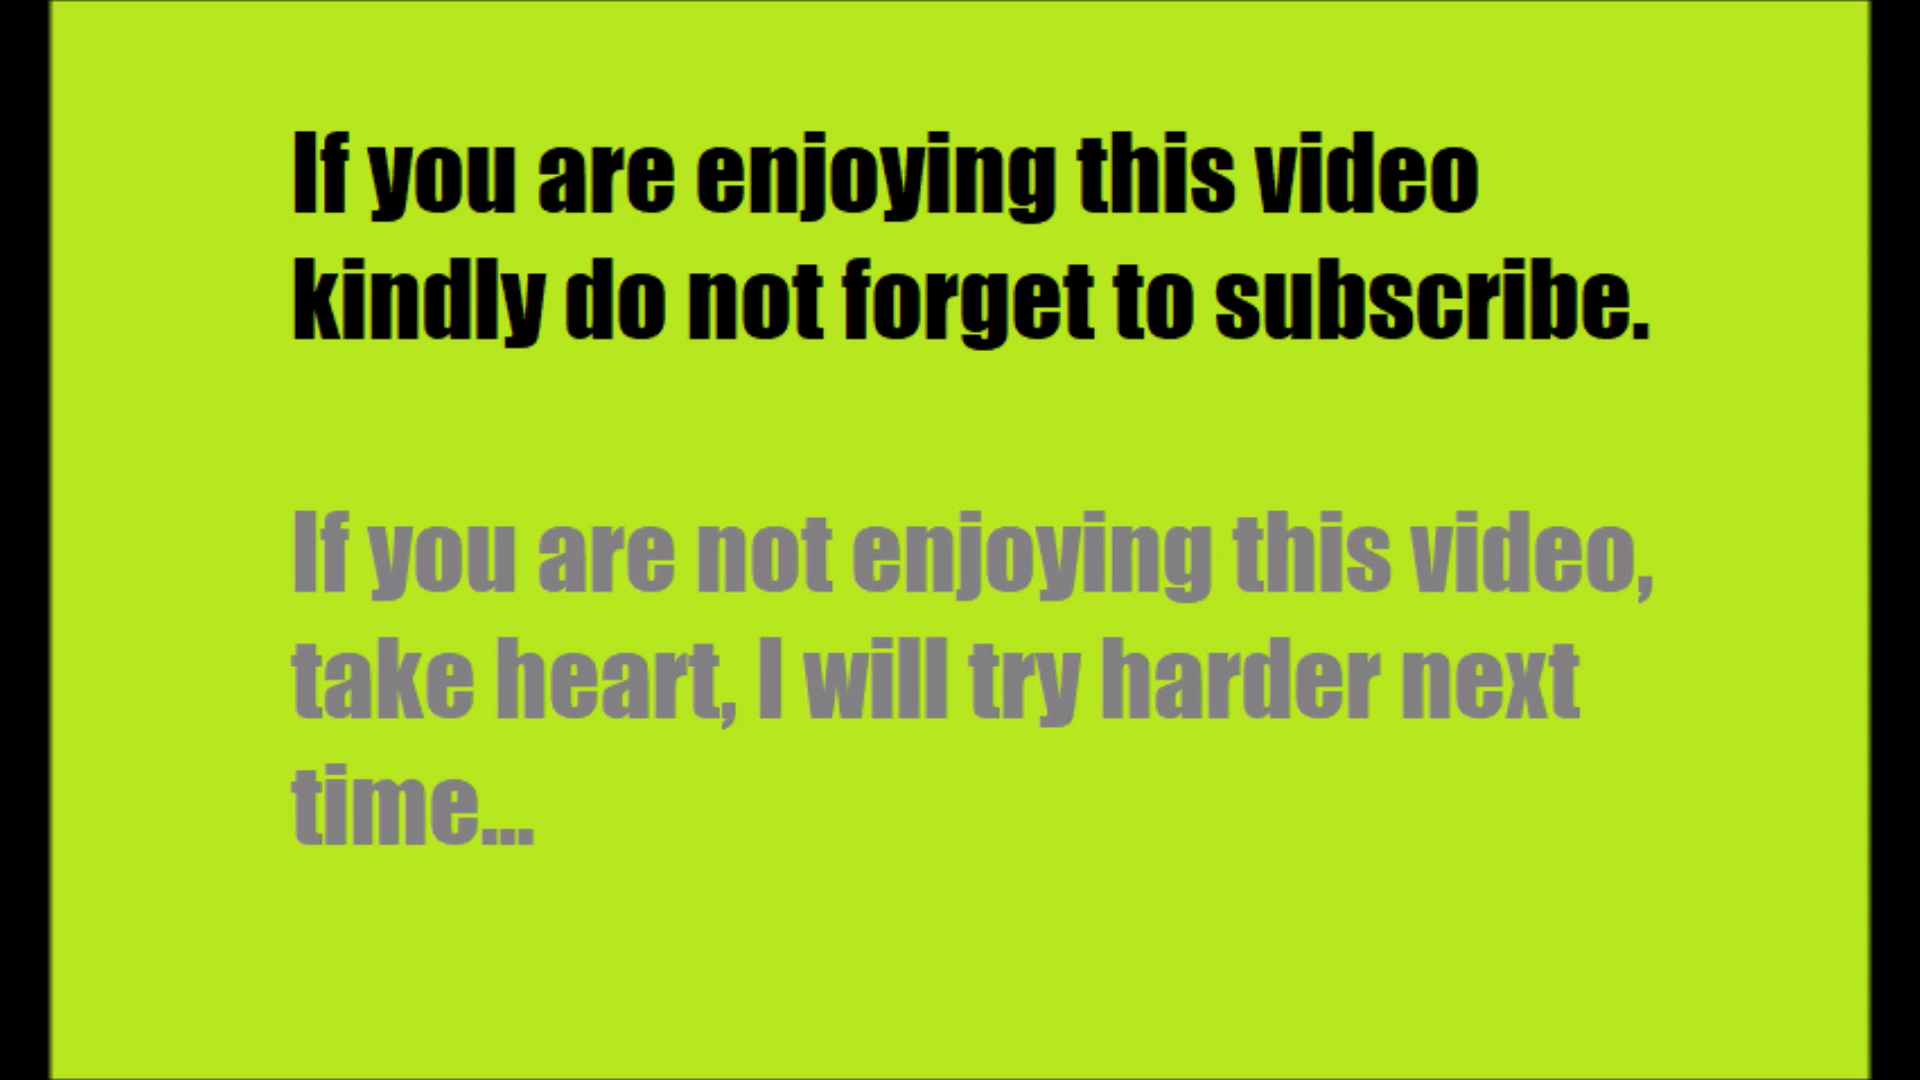 If you are enjoying this video
kindly do not forget to subscribe.
If you are not enjoying this video,
take heart, I will try harder next
time...